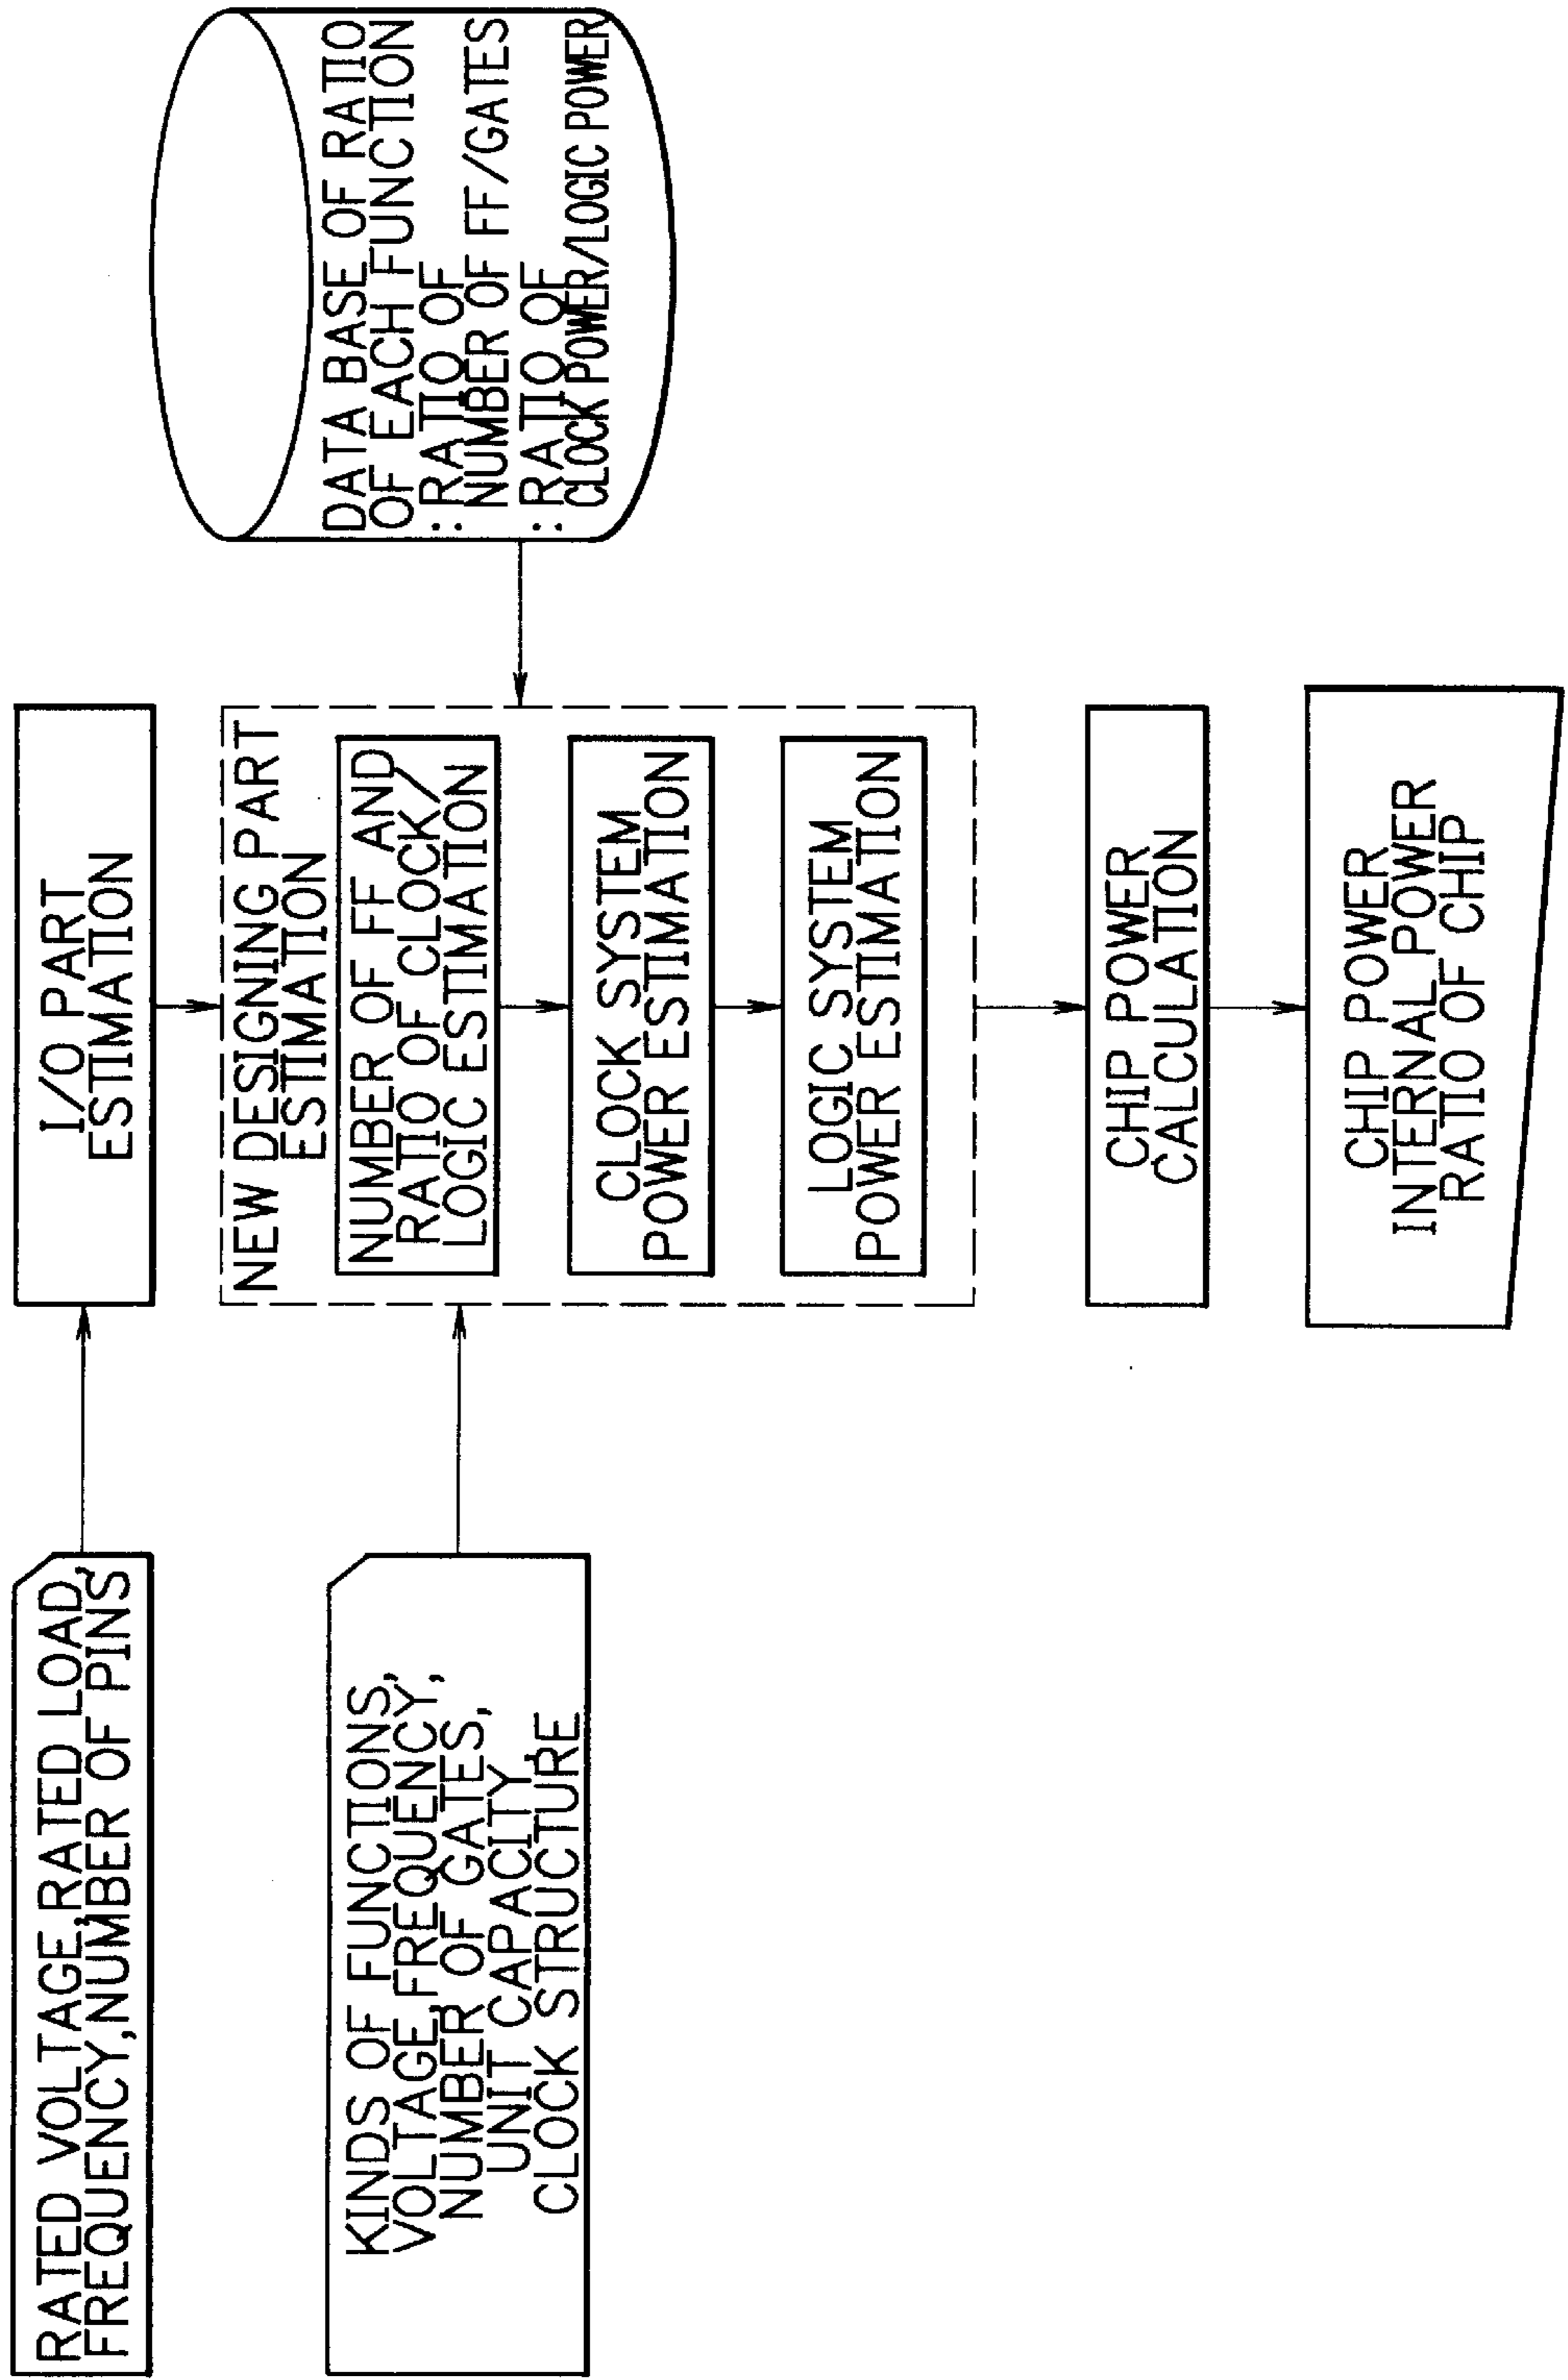 RATED VOLTAGE,RATED LOAD,
FREQUENCY,NUMBER OF PINS
I/O PART
ESTIMATION
KINDS OF FUNCTIONS,
VOLTAGE,FREQUENCY,
NUMBER OF GATES,
UNIT CAPACITY,
CLOCK STRUCTURE
NEW DESIGNING PART
ESTIMATION
NUMBER OF FF AND
RATIO OF CLOCK/
LOGIC ESTIMATION
CLOCK SYSTEM
POWER ESTIMATION
LOGIC SYSTEM
POWER ESTIMATION
DATA BASE OF RATIO
OF EACH FUNCTION
: RATIO OF
NUMBER OF FF/GATES
: RATIO OF
CLOCK POWER/LOGIC POWER
CHIP POWER
CALCULATION
CHIP POWER
INTERNAL POWER
RATIO OF CHIP